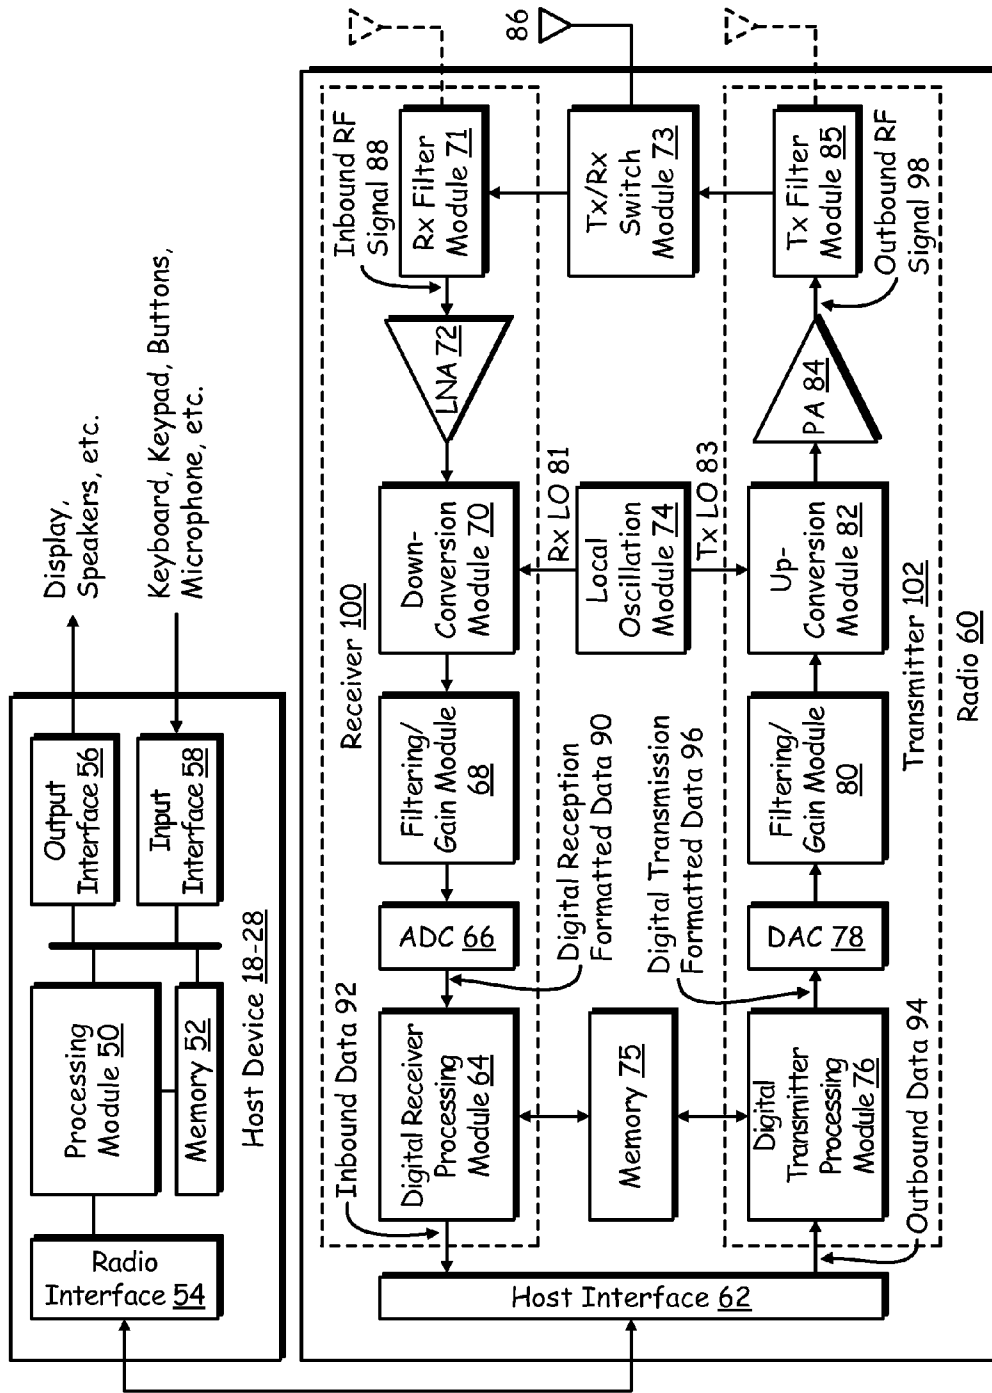 Display,
Speakers, etc.
Keyboard, Keypad, Buttons,
Microphone, etc.
Output
Interface 56
Input
Interface 58
Processing
Module 50
Memory 52
Radio
Interface 54
Host Device 18-28
86
Inbound RF
Signal 88
Rx Filter
Module 71
LNA 72
Down-
Conversion
Module 70
Filtering/
Gain Module
68
ADC 66
Digital Receiver
Processing
Module 64
Receiver 100
Inbound Data 92
Digital Reception
Formatted Data 90
Tx/Rx
Switch
Module 73
Rx LO 81
Local
Oscillation
Module 74
Tx LO 83
Memory 75
Host Interface 62
Digital Transmission
Formatted Data 96
Tx Filter
Module 85
Outbound RF
Signal 98
PA 84
Up-
Conversion
Module 82
Filtering/
Gain Module
80
DAC 78
Digital
Transmitter
Processing
Module 76
Outbound Data 94
Transmitter 102
Radio 60